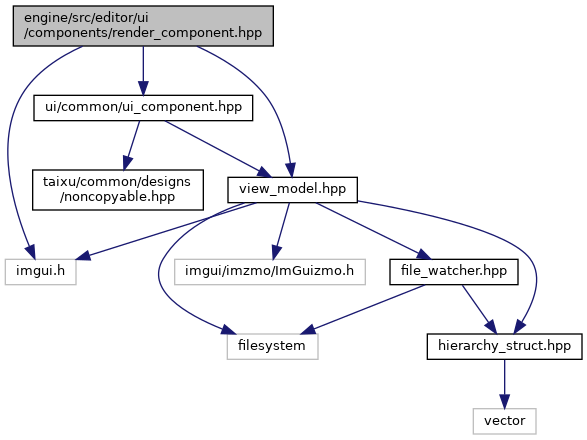 engine/src/editor/ui
/components/render_component.hpp
ui/common/ui_component.hpp
taixu/common/designs
/noncopyable.hpp
view_model.hpp
imgui.h
imgui/imzmo/ImGuizmo.h
file_watcher.hpp
filesystem
hierarchy_struct.hpp
vector